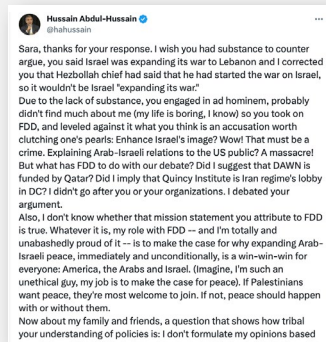 Hussain Abdul-Hussain
@hahussain
Sara, thanks for your response. I wish you had substance to counter
argue, you said Israel was expanding its war to Lebanon and I corrected
you that Hezbollah chief had said that he had started the war on Israel,
so it wouldn't be Israel "expanding its war."
Due to the lack of substance, you engaged in ad hominem, probably
didn't find much about me (my life is boring, I know) so you took on
FDD, and leveled against it what you think is an accusation worth
clutching one's pearls: Enhance Israel's image? Wow! That must be a
crime. Explaining Arab-Israeli relations to the US public? A massacre!
But what has FDD to do with our debate? Did I suggest that DAWN is
funded by Qatar? Did I imply that Quincy Institute is Iran regime's lobby
in DC? I didn't go after you or your organizations. I debated your
argument.
Also, I don't know whether that mission statement you attribute to FDD
is true. Whatever it is, my role with FDD -- and I'm totally and
unabashedly proud of it -- is to make the case for why expanding Arab-
Israeli peace, immediately and unconditionally, is a win-win-win for
everyone: America, the Arabs and Israel. (Imagine, I'm such an
unethical guy, my job is to make the case for peace). If Palestinians
want peace, they're most welcome to join. If not, peace should happen
with or without them.
Now about my family and friends, a question that shows how tribal
your understanding of policies is: I don't formulate my opinions based